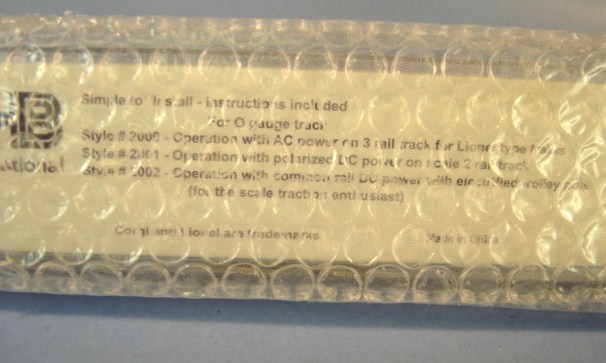 B
Simple to Install - instructions included
For O gauge track
Style # 2000 - Operation with AC power on 3 rail track for Lionel type
Style # 2001 - Operation with polarized DC power on scale 2 rail track
Style # 2002 - Operation with common rail DC power with electrified trolley pole
ational
(for the scale traction enthusiast)
Corgi and Lionel are trademarks
Made in China